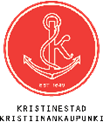 K
EST 1649
KRISTINESTAD
KRISTIINANKAUPUNKI